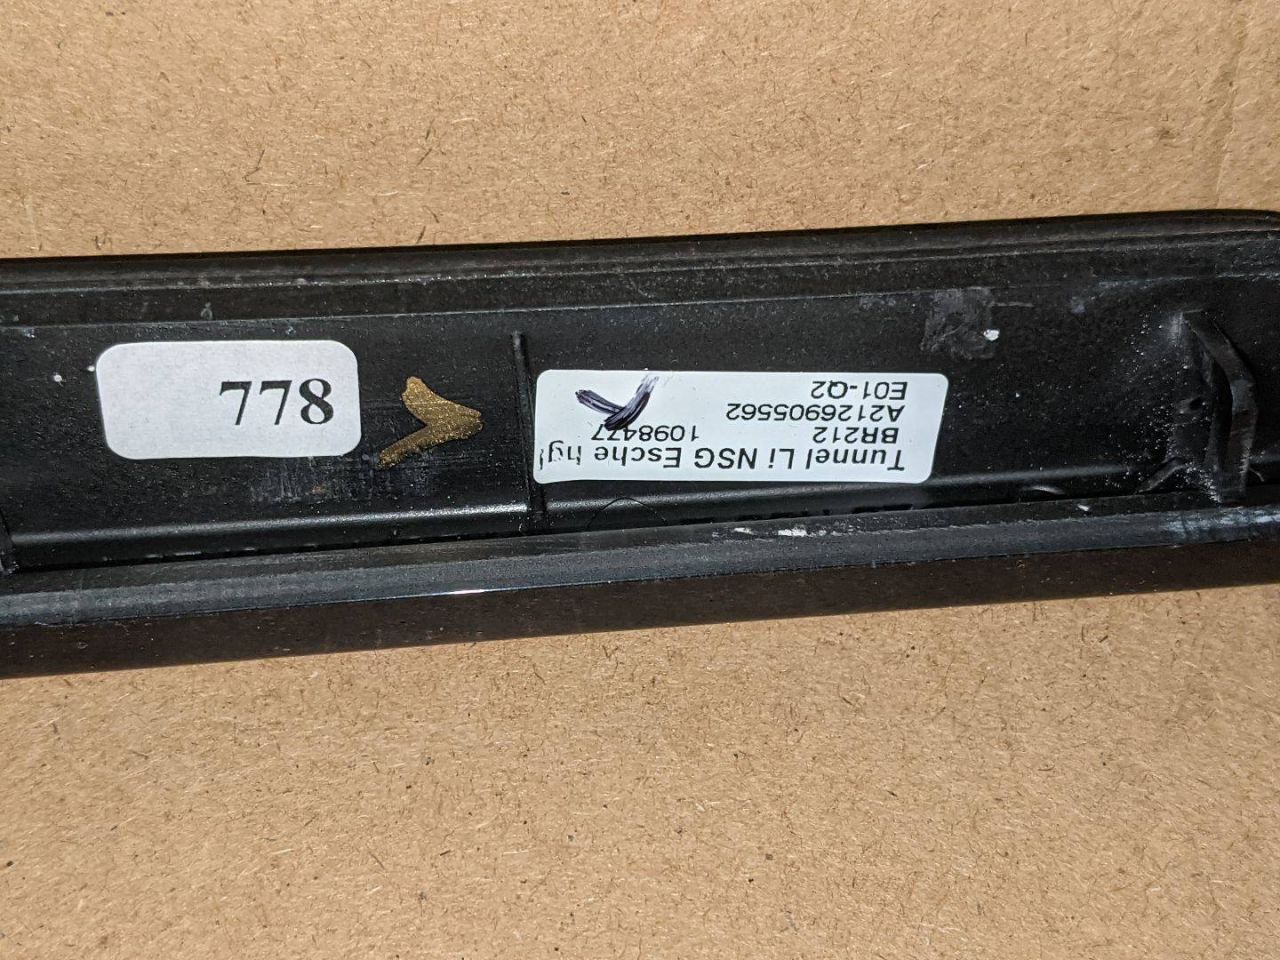 778
Tunnel Li NSG Esche hgl
BR212 1098477
A2126905562
E01-Q2